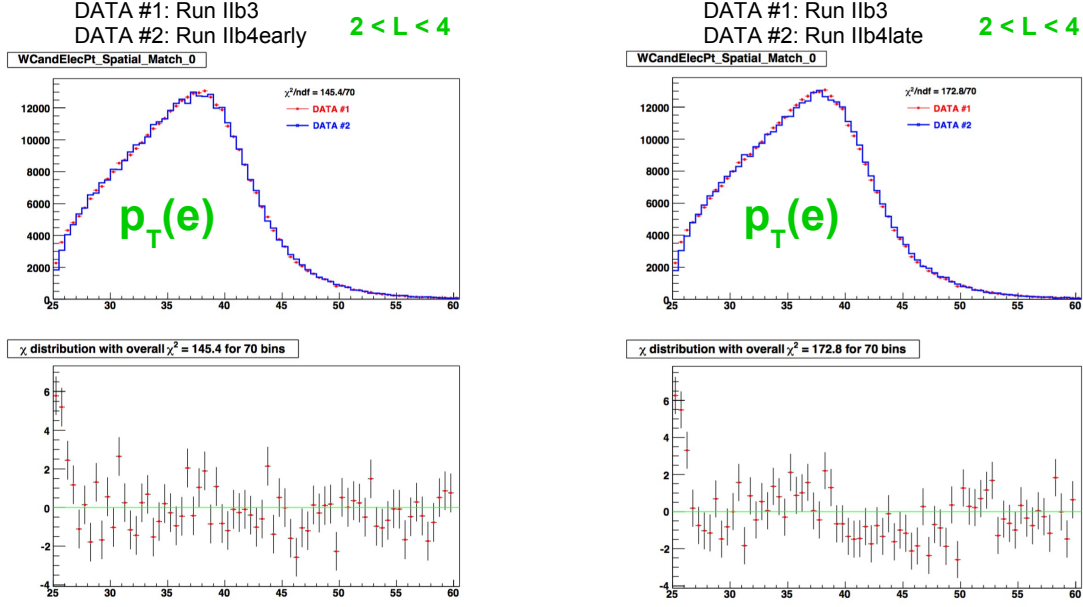 DATA #1: Run IIb3
DATA #2: Run IIb4early
2 < L < 4
WCandElecPt_Spatial_Match_0
χ²/ndf = 145.4/70
DATA #1
DATA #2
p_T(e)
12000
10000
8000
6000
4000
2000
0
25 30 35 40 45 50 55 60
χ distribution with overall χ² = 145.4 for 70 bins
6
4
2
0
-2
-4
25 30 35 40 45 50 55 60
DATA #1: Run IIb3
DATA #2: Run IIb4late
2 < L < 4
WCandElecPt_Spatial_Match_0
χ²/ndf = 172.8/70
DATA #1
DATA #2
p_T(e)
12000
10000
8000
6000
4000
2000
0
25 30 35 40 45 50 55 60
χ distribution with overall χ² = 172.8 for 70 bins
6
4
2
0
-2
-4
25 30 35 40 45 50 55 60